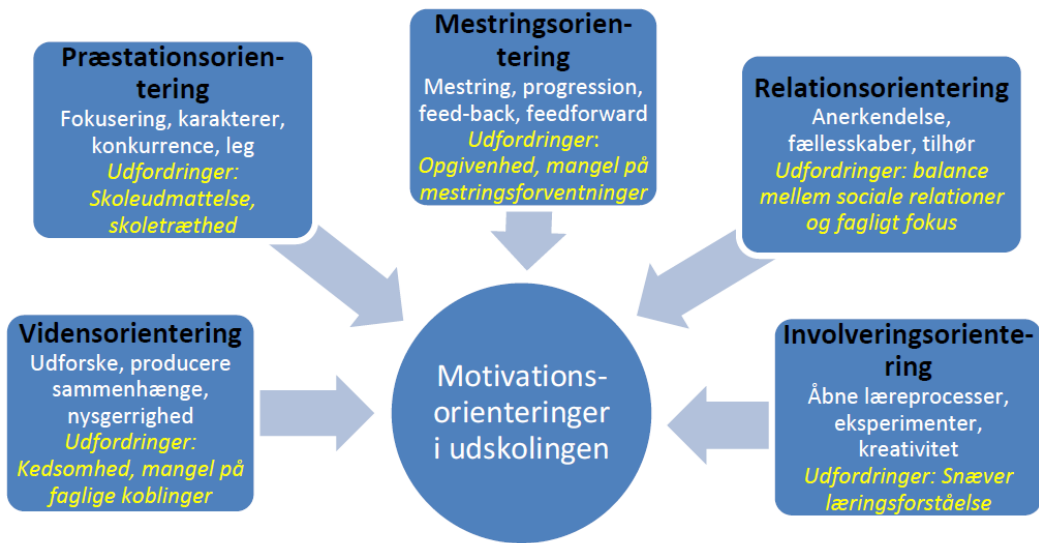 Vidensorientering
Udforske, producere
sammenhænge,
nysgerrighed
Udfordringer:
Kedsomhed, mangel på
faglige koblinger
Præstationsorien-
tering
Fokusering, karakterer,
konkurrence, leg
Udfordringer:
Skoleudmattelse,
skoletræthed
Mestringsorien-
tering
Mestring, progression,
feed-back, feedforward
Udfordringer:
Opgivenhed, mangel på
mestringsforventninger
Relationsorientering
Anerkendelse,
fællesskaber, tilhør
Udfordringer: balance
mellem sociale relationer
og fagligt fokus
Involveringsoriente-
ring
Åbne læreprocesser,
eksperimenter,
kreativitet
Udfordringer: Snæver
læringsforståelse
Motivations-
orienteringer
i udskolingen